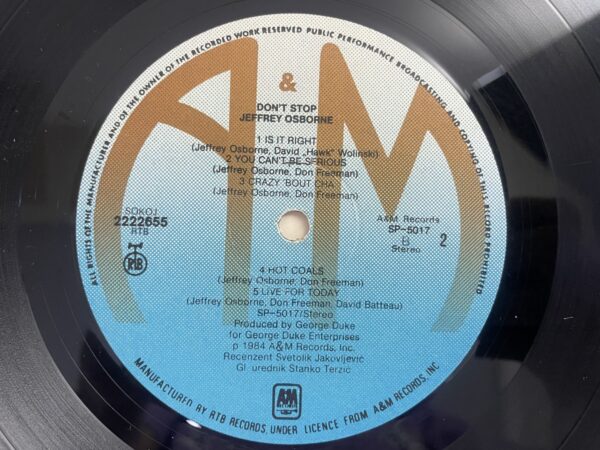 ALL RIGHTS OF THE MANUFACTURER AND OF THE OWNER OF THE RECORDED WORK RESERVED PUBLIC PERFORMANCE BROADCASTING AND COPYING OF THIS RECORD PROHIBITED
A&M
DON'T STOP
JEFFREY OSBORNE
1 IS IT RIGHT
(Jeffrey Osborne, David „Hawk" Wolinski)
2 YOU CAN'T BE SERIOUS
(Jeffrey Osborne, Don Freeman)
3 CRAZY 'BOUT CHA
(Jeffrey Osborne, Don Freeman)
SOKOJ
2222655
RTB
RTB
A&M Records
SP-5017
B 2
Stereo
4 HOT COALS
(Jeffrey Osborne, Don Freeman)
5 LIVE FOR TODAY
(Jeffrey Osborne, Don Freeman, David Batteau)
SP-5017/Stereo
Produced by George Duke
for George Duke Enterprises
p 1984 A&M Records, Inc.
Recenzent Svetolik Jakovljević
Gl. urednik Stanko Terzić
A&M
RECORDS
MANUFACTURED BY RTB RECORDS, UNDER LICENCE FROM A&M RECORDS, INC